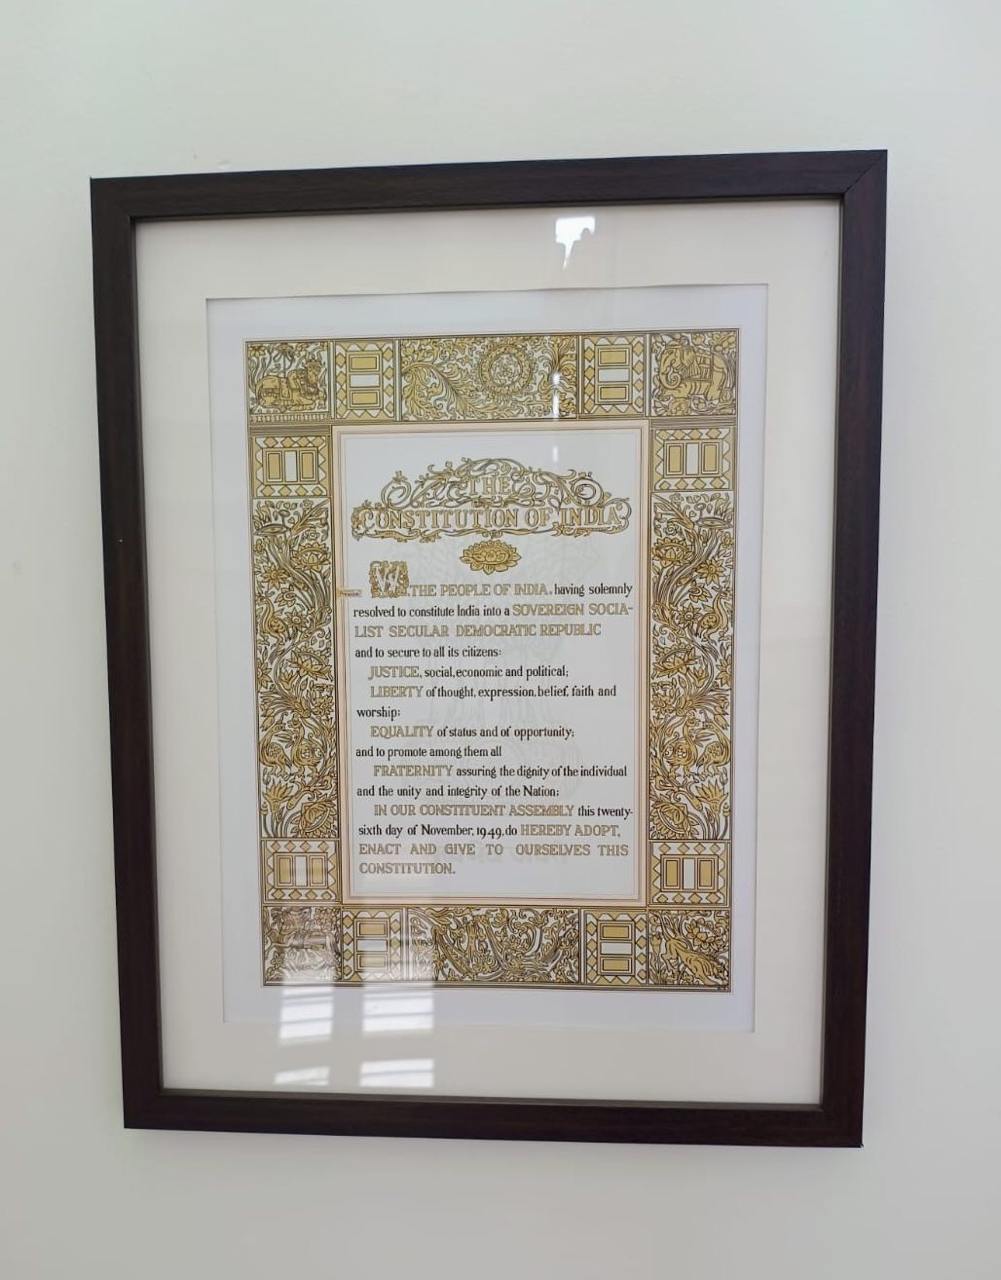 THE
CONSTITUTION OF INDIA
WE, THE PEOPLE OF INDIA, having solemnly
resolved to constitute India into a SOVEREIGN SOCIA-
LIST SECULAR DEMOCRATIC REPUBLIC
and to secure to all its citizens:
JUSTICE, social, economic and political;
LIBERTY of thought, expression, belief, faith and
worship;
EQUALITY of status and of opportunity;
and to promote among them all
FRATERNITY assuring the dignity of the individual
and the unity and integrity of the Nation;
IN OUR CONSTITUENT ASSEMBLY this twenty-
sixth day of November, 1949, do HEREBY ADOPT,
ENACT AND GIVE TO OURSELVES THIS
CONSTITUTION.